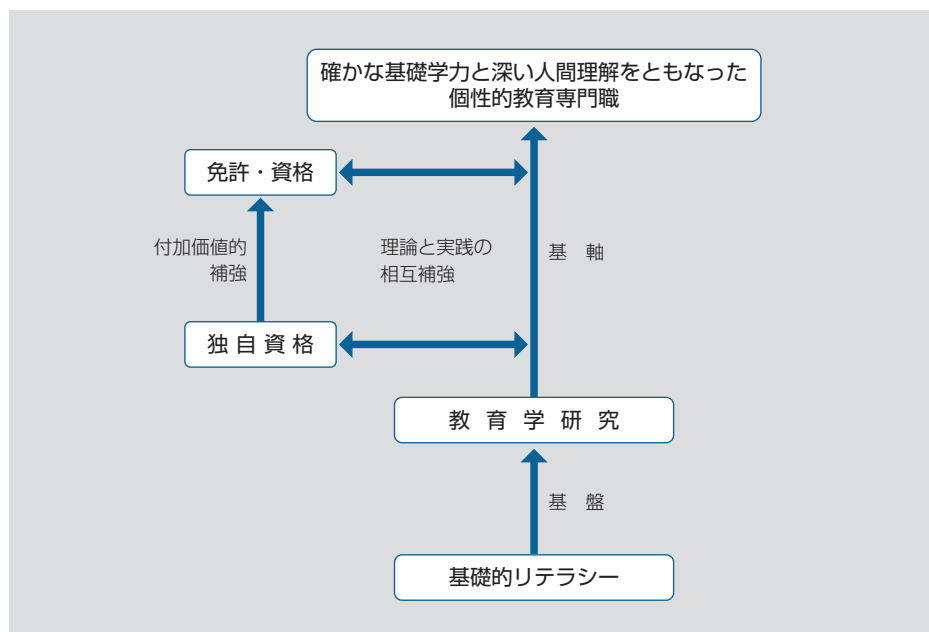 確かな基礎学力と深い人間理解をともなった
個性的教育専門職
免許・資格
付加価値的
補強
理論と実践の
相互補強
基 軸
独自資格
教育学研究
基 盤
基礎的リテラシー